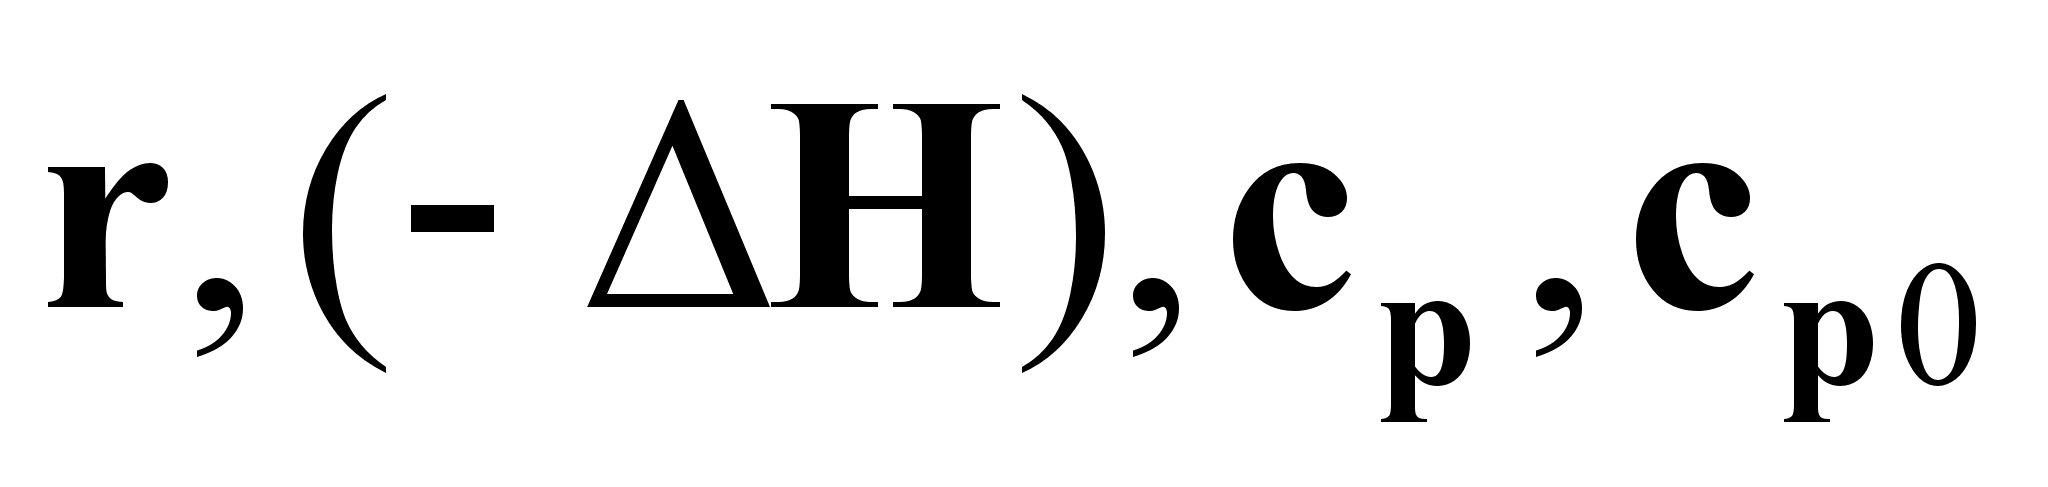 r, (- ΔH), c_p, c_p0